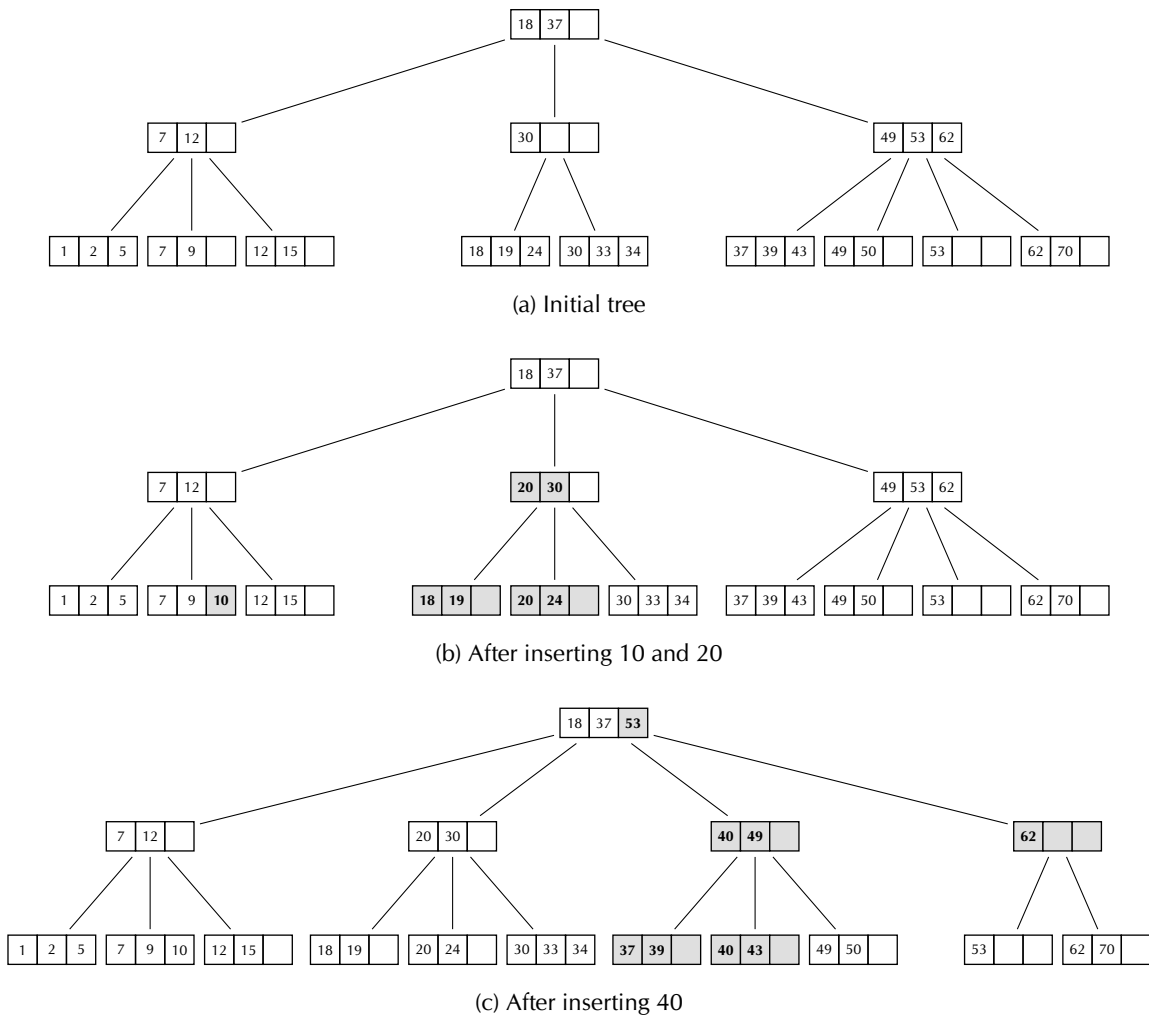 18 37
7 12 30 49 53 62
1 2 5 7 9 12 15 18 19 24 30 33 34 37 39 43 49 50 53 62 70
(a) Initial tree
18 37
7 12 20 30 49 53 62
1 2 5 7 9 10 12 15 18 19 20 24 30 33 34 37 39 43 49 50 53 62 70
(b) After inserting 10 and 20
18 37 53
7 12 20 30 40 49 62
1 2 5 7 9 10 12 15 18 19 20 24 30 33 34 37 39 40 43 49 50 53 62 70
(c) After inserting 40